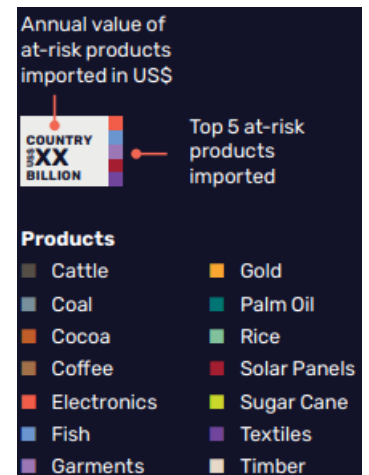 Annual value of
at-risk products
imported in US$
COUNTRY
US$ XX
BILLION
Top 5 at-risk
products
imported
Products
Cattle
Coal
Cocoa
Coffee
Electronics
Fish
Garments
Gold
Palm Oil
Rice
Solar Panels
Sugar Cane
Textiles
Timber